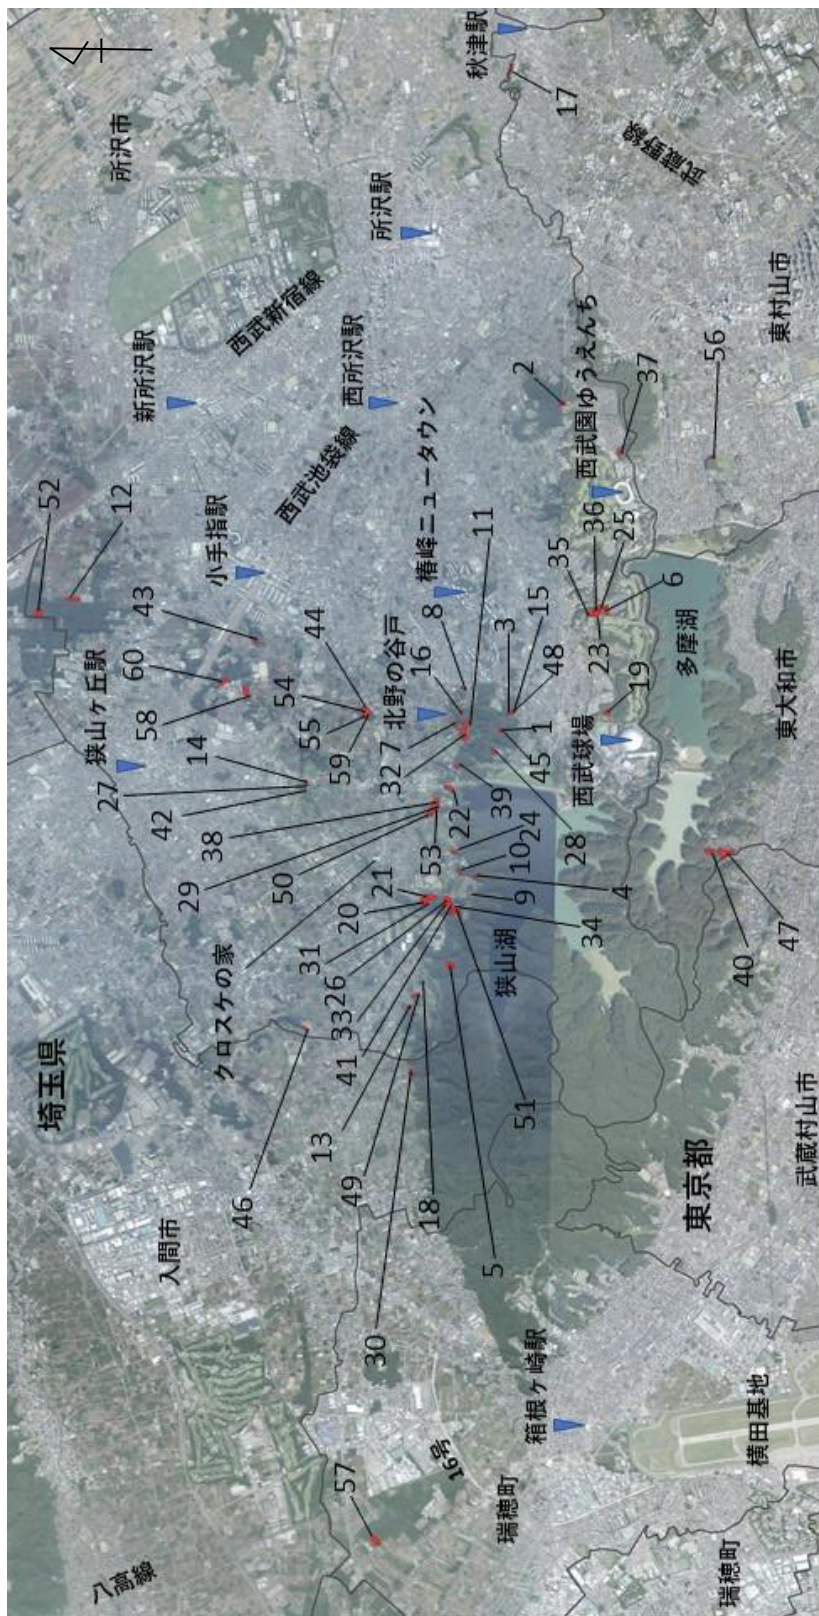 秋津駅
17
武蔵野線
所沢市
所沢駅
西武新宿線
新所沢駅
西所沢駅
西武池袋線
東村山市
2
西武園ゆうえんち
37
56
52
12
小手指駅
椿峰ニュータウン
11
36
35
25
43
6
8
3
15
44
16
48
60
狭山ヶ丘駅
58
54
55
59
北野の谷戸
7
32
23
19
多摩湖
1
45
西武球場
東大和市
14
27
42
38
39
22
28
24
53
10
29
50
9
4
21
20
31
26
34
狭山湖
40
47
クロスケの家
33
41
51
埼玉県
13
46
49
18
入間市
5
武蔵村山市
東京都
30
箱根ヶ崎駅
横田基地
16号
57
瑞穂町
八高線
瑞穂町